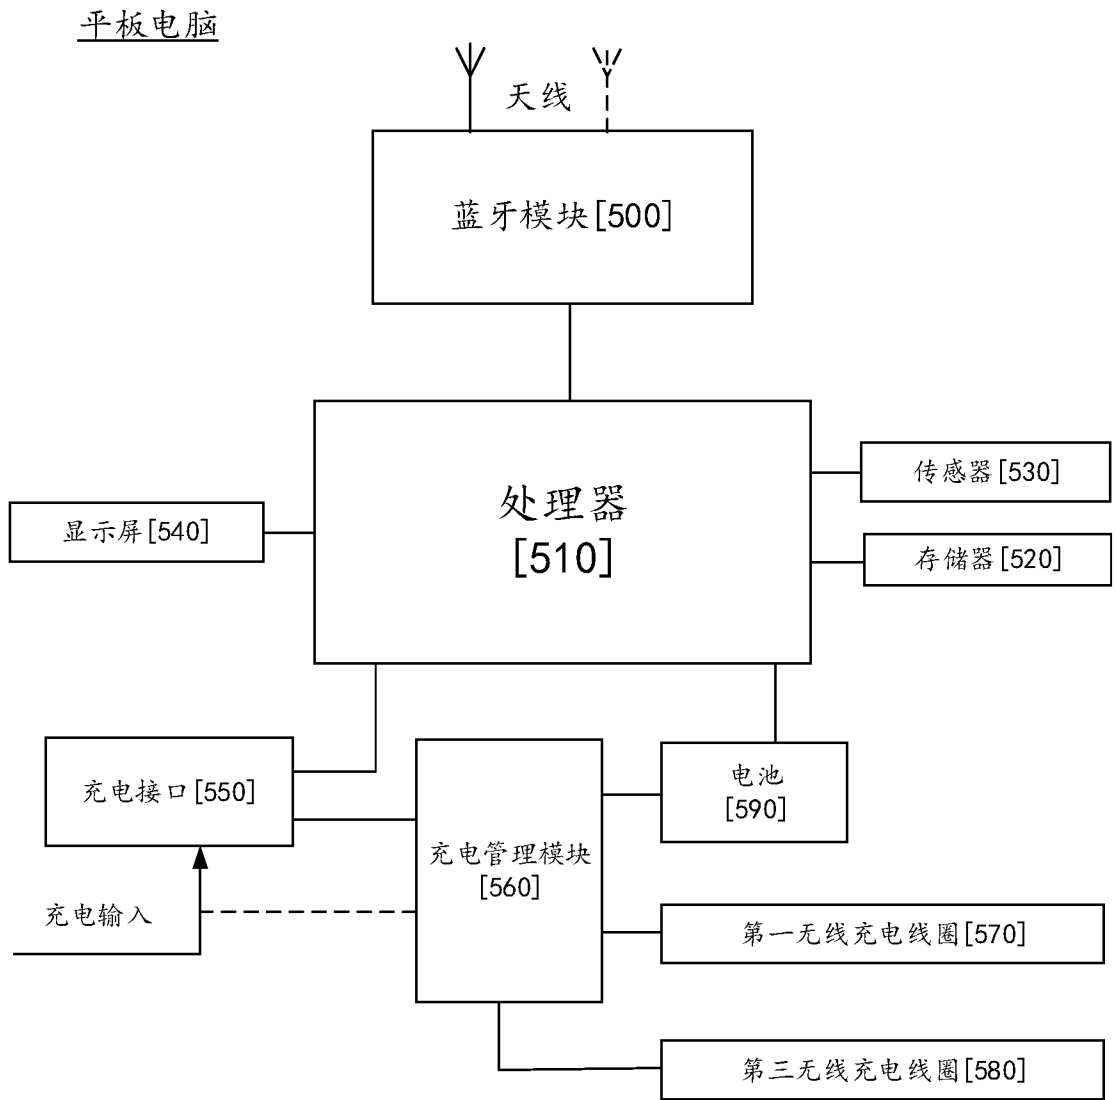 平板电脑
天线
蓝牙模块[500]
处理器
[510]
传感器[530]
显示屏[540]
存储器[520]
充电接口[550]
电池
[590]
充电管理模块
[560]
充电输入
第一无线充电线圈[570]
第三无线充电线圈[580]